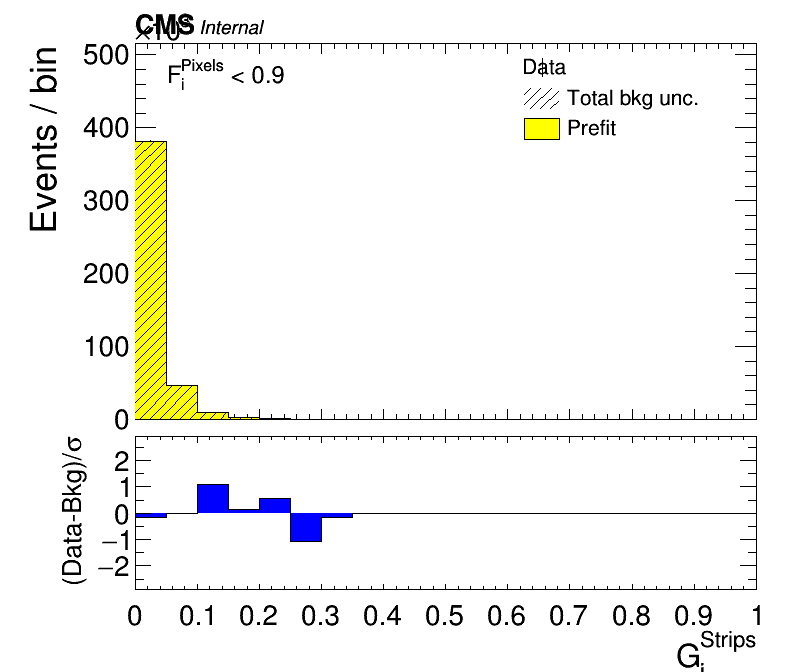 CMS Internal
×10³
500
F_i^Pixels < 0.9
Data
Total bkg unc.
Prefit
Events / bin
400
300
200
100
0
(Data-Bkg)/σ
2
1
0
−1
−2
0 0.1 0.2 0.3 0.4 0.5 0.6 0.7 0.8 0.9 1
G_i^Strips